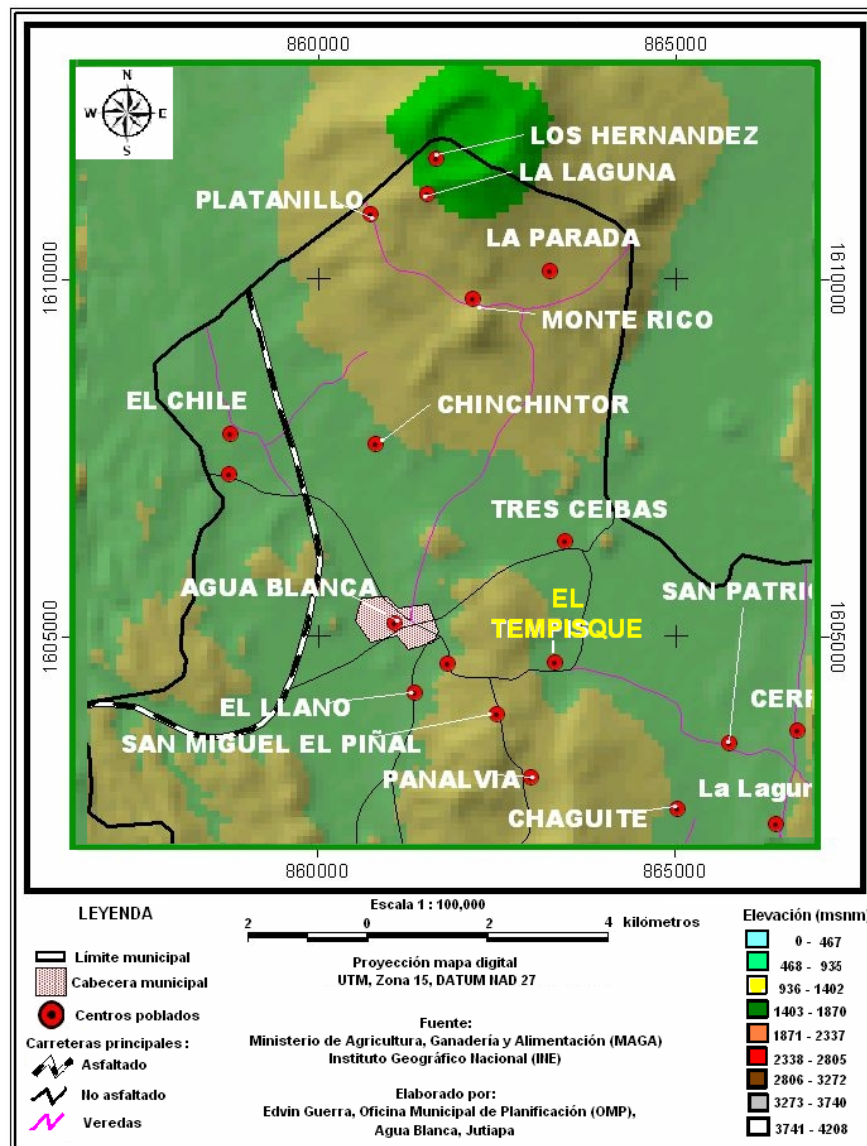 860000
865000
N
W
E
S
LOS HERNANDEZ
LA LAGUNA
PLATANILLO
LA PARADA
1610000
1610000
MONTE RICO
EL CHILE
CHINCHINTOR
TRES CEIBAS
AGUA BLANCA
EL
TEMPISQUE
SAN PATRIC
1605000
1605000
EL LLANO
CERR
SAN MIGUEL EL PIÑAL
PANALVIA
La Lagun
CHAGUITE
860000
865000
LEYENDA
Límite municipal
Cabecera municipal
Centros poblados
Carreteras principales :
Asfaltado
No asfaltado
Veredas
Escala 1 : 100,000
2 0 2 4 kilómetros
Proyección mapa digital
UTM, Zona 15, DATUM NAD 27
Fuente:
Ministerio de Agricultura, Ganadería y Alimentación (MAGA)
Instituto Geográfico Nacional (INE)
Elaborado por:
Edvin Guerra, Oficina Municipal de Planificación (OMP),
Agua Blanca, Jutiapa
Elevación (msnm)
0 - 467
468 - 935
936 - 1402
1403 - 1870
1871 - 2337
2338 - 2805
2806 - 3272
3273 - 3740
3741 - 4208